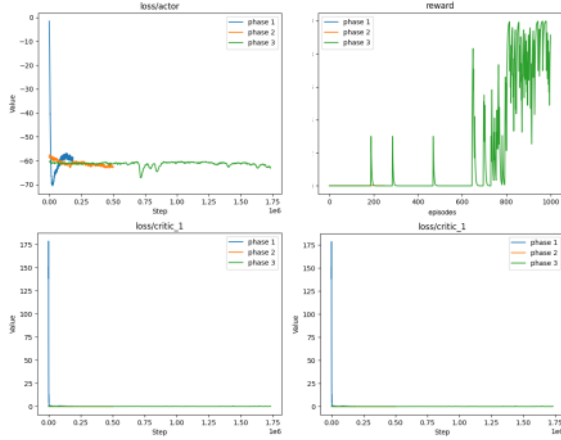 loss/actor
0
−10
−20
−30
−40
−50
−60
−70
Value
phase 1
phase 2
phase 3
0.00 0.25 0.50 0.75 1.00 1.25 1.50 1.75
Step
1e6
reward
phase 1
phase 2
phase 3
0 200 400 600 800 1000
episodes
loss/critic_1
175
150
125
100
75
50
25
0
Value
phase 1
phase 2
phase 3
0.00 0.25 0.50 0.75 1.00 1.25 1.50 1.75
Step
1e6
loss/critic_1
175
150
125
100
75
50
25
0
Value
phase 1
phase 2
phase 3
0.00 0.25 0.50 0.75 1.00 1.25 1.50 1.75
Step